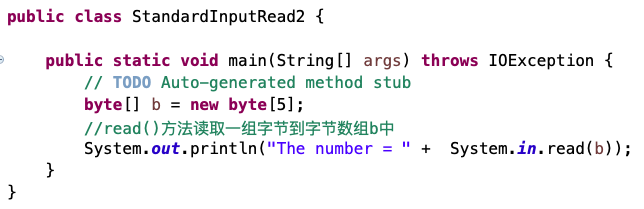 public class StandardInputRead2 {
public static void main(String[] args) throws IOException {
// TODO Auto-generated method stub
byte[] b = new byte[5];
//read()方法读取一组字节到字节数组b中
System.out.println("The number = " +  System.in.read(b));
}
}